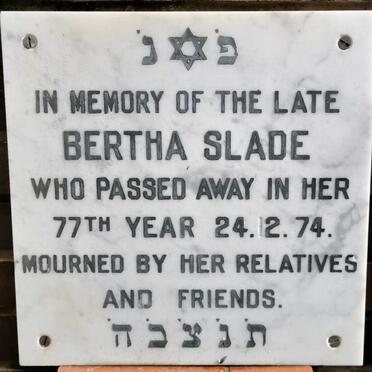 פ ✡ נ
IN MEMORY OF THE LATE
BERTHA SLADE
WHO PASSED AWAY IN HER
77TH YEAR 24.2.74.
MOURNED BY HER RELATIVES
AND FRIENDS.
ת נ צ ב ה